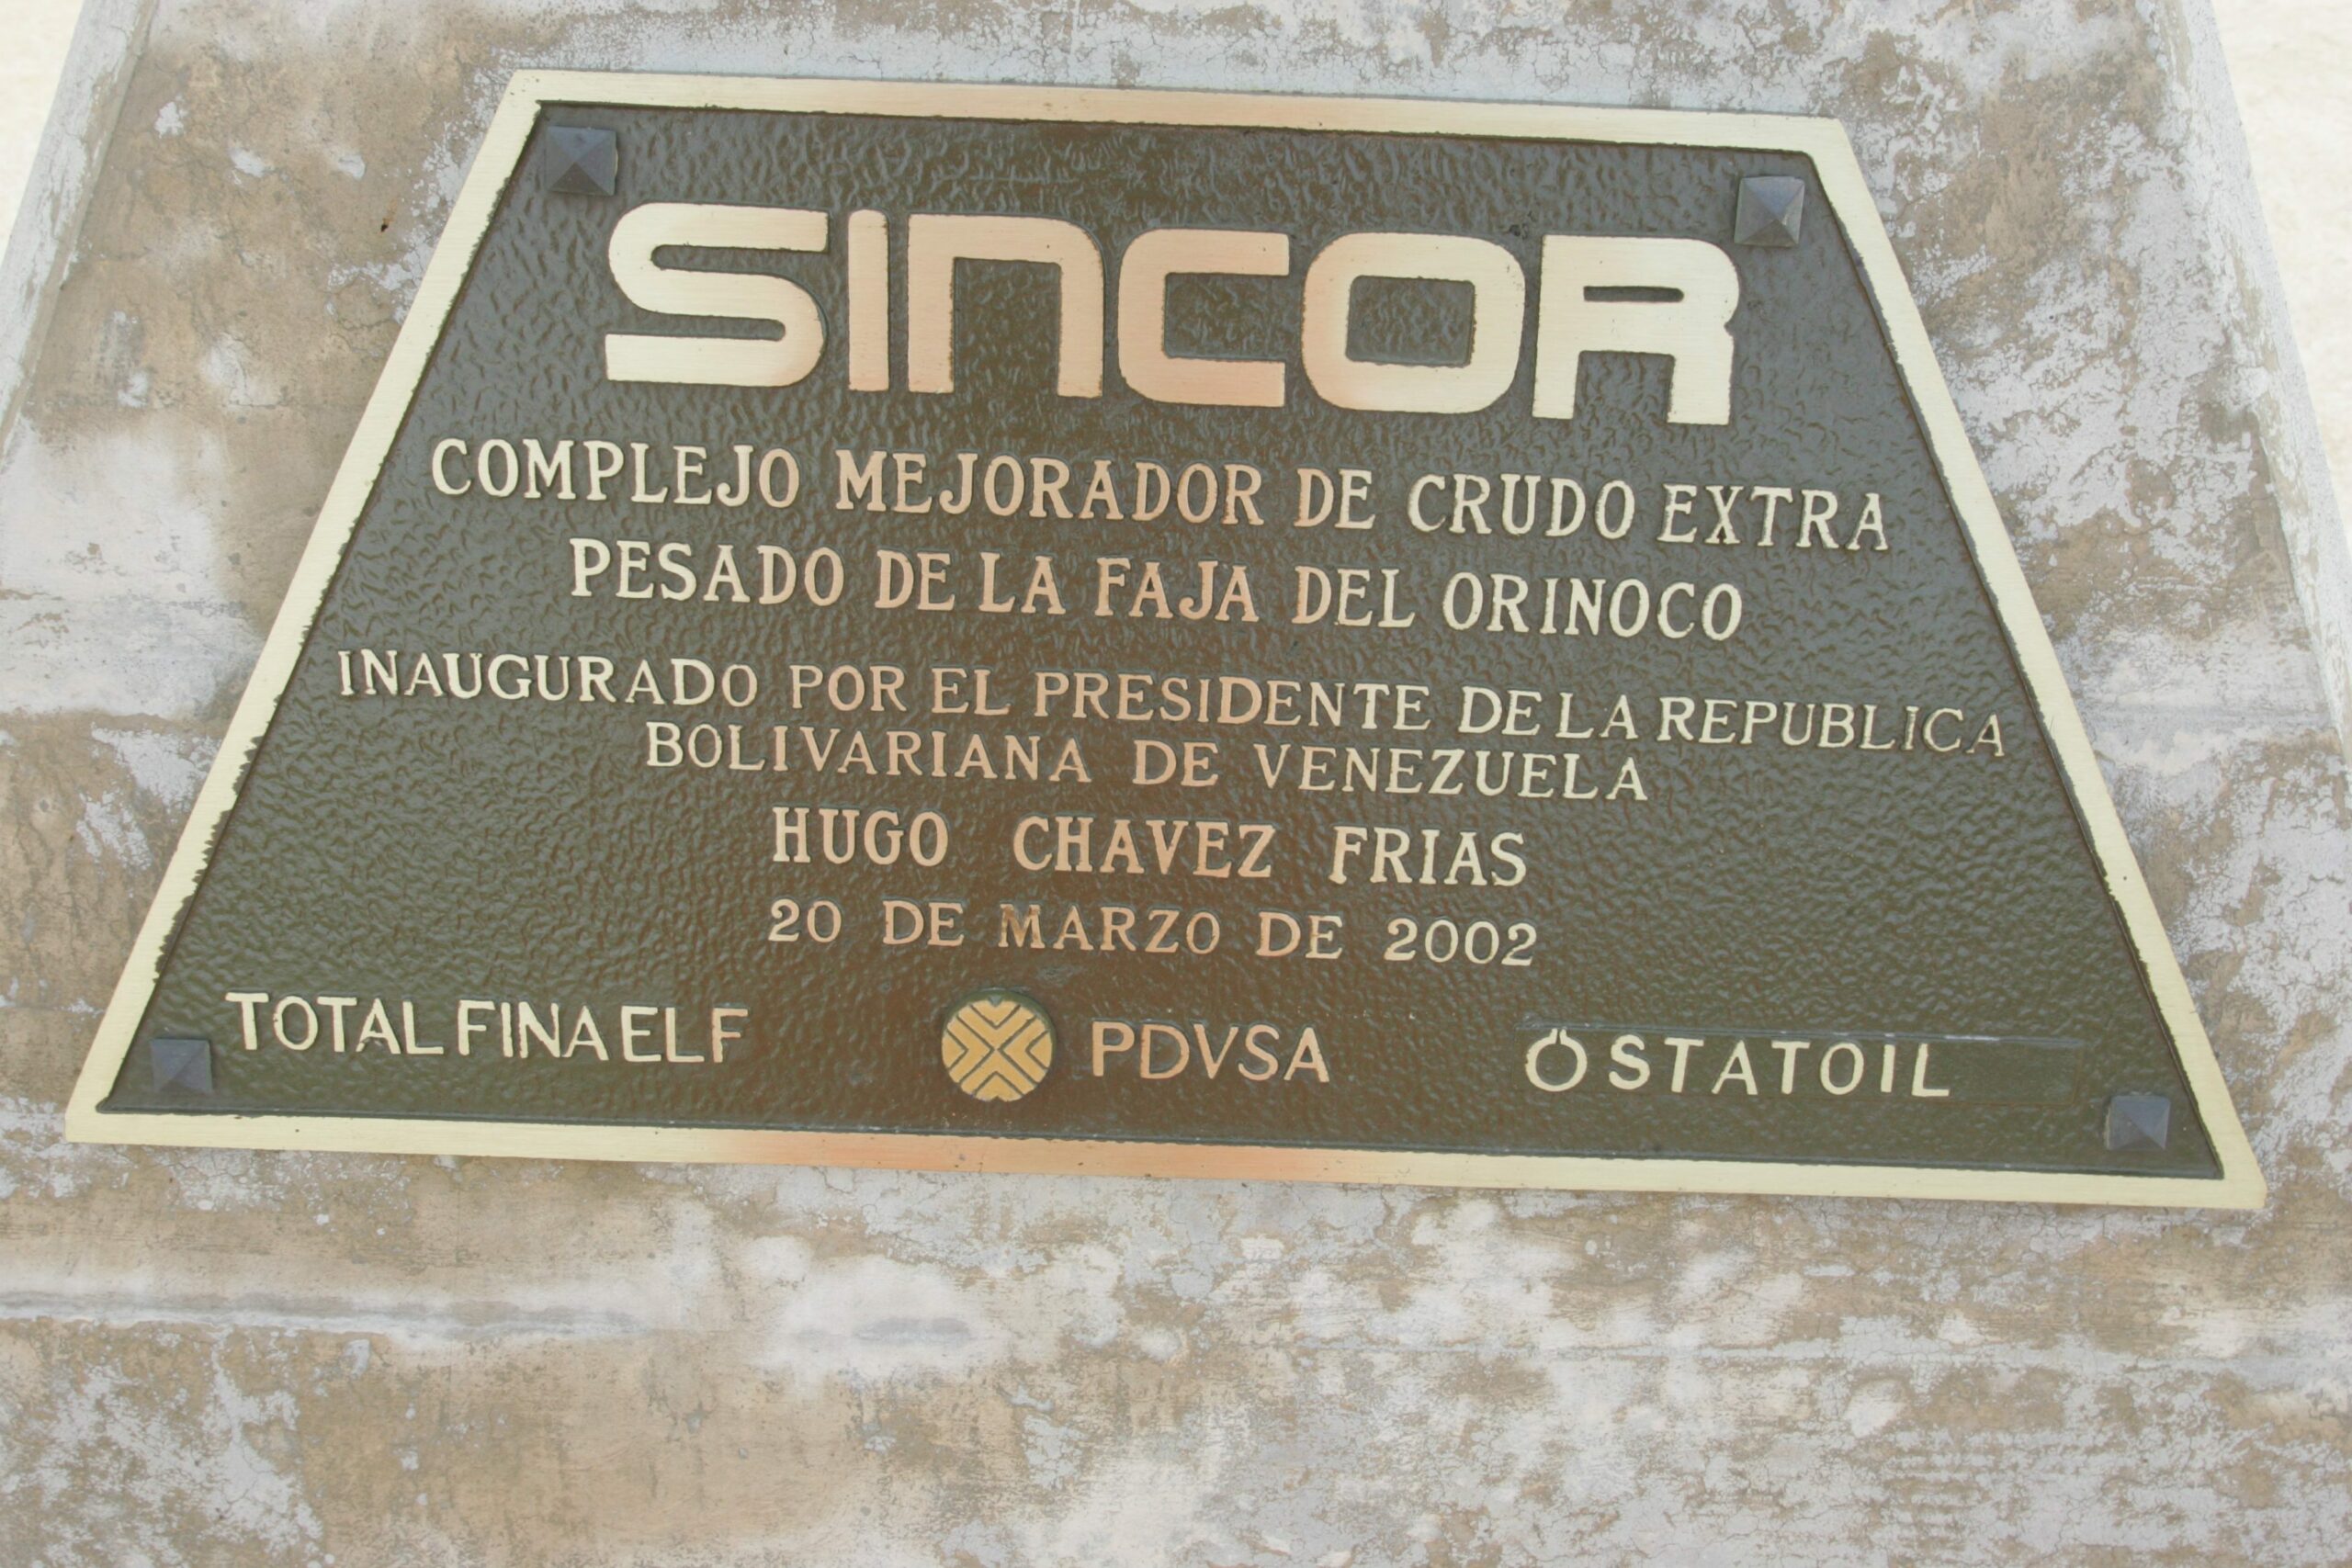 SINCOR
COMPLEJO MEJORADOR DE CRUDO EXTRA
PESADO DE LA FAJA DEL ORINOCO
INAUGURADO POR EL PRESIDENTE DE LA REPUBLICA
BOLIVARIANA DE VENEZUELA
HUGO CHAVEZ FRIAS
20 DE MARZO DE 2002
TOTAL FINA ELF PDVSA STATOIL